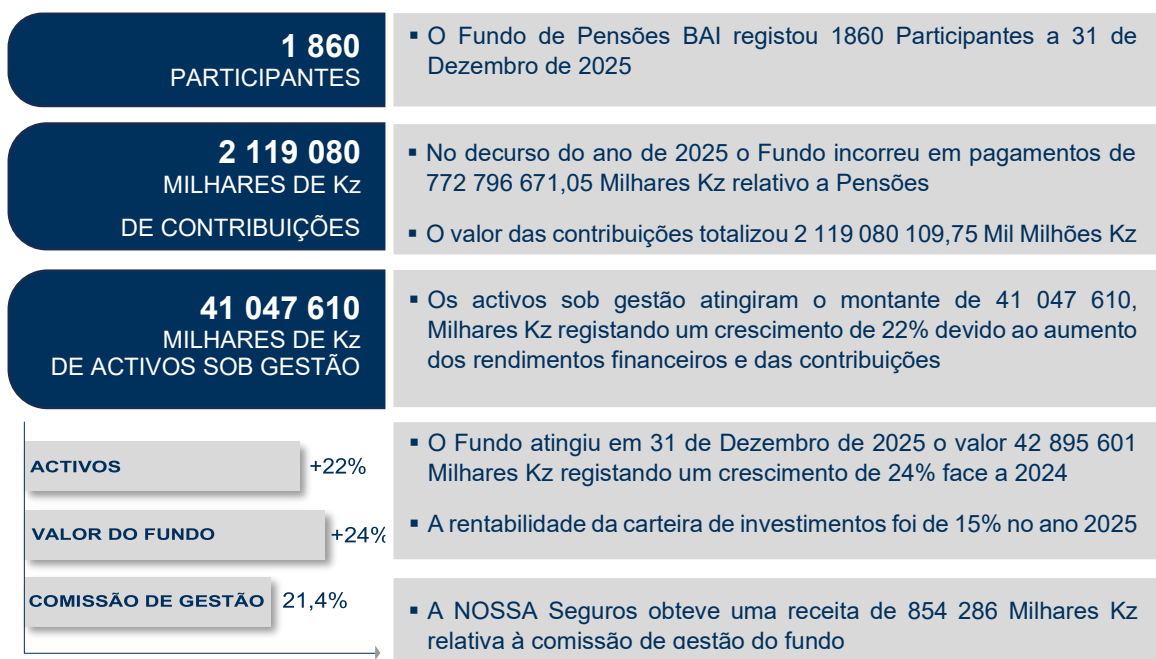 1 860
PARTICIPANTES
▪ O Fundo de Pensões BAI registou 1860 Participantes a 31 de
Dezembro de 2025
2 119 080
MILHARES DE Kz
DE CONTRIBUIÇÕES
▪ No decurso do ano de 2025 o Fundo incorreu em pagamentos de
772 796 671,05 Milhares Kz relativo a Pensões
▪ O valor das contribuições totalizou 2 119 080 109,75 Mil Milhões Kz
41 047 610
MILHARES DE Kz
DE ACTIVOS SOB GESTÃO
▪ Os activos sob gestão atingiram o montante de 41 047 610,
Milhares Kz registando um crescimento de 22% devido ao aumento
dos rendimentos financeiros e das contribuições
ACTIVOS +22%
VALOR DO FUNDO +24%
COMISSÃO DE GESTÃO 21,4%
▪ O Fundo atingiu em 31 de Dezembro de 2025 o valor 42 895 601
Milhares Kz registando um crescimento de 24% face a 2024
▪ A rentabilidade da carteira de investimentos foi de 15% no ano 2025
▪ A NOSSA Seguros obteve uma receita de 854 286 Milhares Kz
relativa à comissão de gestão do fundo